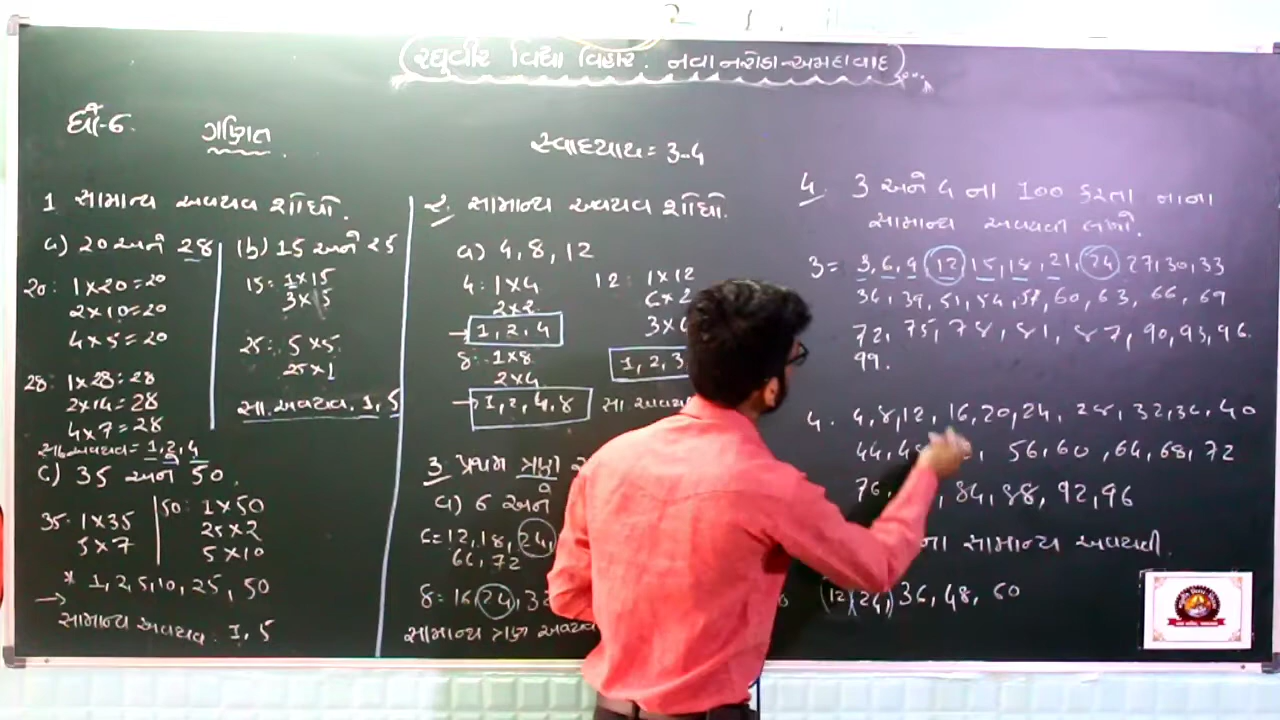 રઘુવીર વિદ્યા વિહાર. નવા નરોડા-અમદાવાદ
ધો-6. ગણિત
સ્વાધ્યાય = 3-4
1 સામાન્ય અવયવ શોધો.
a) 20 અને 28
20: 1×20=20
2×10=20
4×5=20
28: 1×28=28
2×14=28
4×7=28
અવયવ= 1,2,4
(b) 15 અને 25
15: 1×15
3×5
25: 5×5
25×1
સા. અવયવ. 1, 5
c) 35 અને 50.
35: 1×35
5×7
50: 1×50
25×2
5×10
* 1,2,5,10, 25, 50
→ સામાન્ય અવયવ. 1, 5
૨. સામાન્ય અવયવ શોધો.
a) 4, 8, 12
4: 1×4
2×2
→ 1, 2, 4
8: 1×8
2×4
→ 1, 2, 4, 8
12: 1×12
6×2
1, 2, 3
સા
3. પ્રથમ ત્રણ
a) 6 અને
6=12, 18, 24,
66, 72
8= 16, 24, 32
સામાન્ય ત્રણ અવયવ
4. 3 અને 4 ના 100 કરતા નાના
સામાન્ય અવયવી લખો.
3= 3, 6, 9, 12, 15, 18, 21, 24, 27, 30, 33
36, 39, 51, 54, 57, 60, 63, 66, 69
72, 75, 78, 81, 87, 90, 93, 96.
99.
4. 4, 8, 12, 16, 20, 24, 28, 32, 36, 40
44, 48 56, 60, 64, 68, 72
76, 84, 88, 92, 96
ના સામાન્ય અવયવી.
12, 24, 36, 48, 60